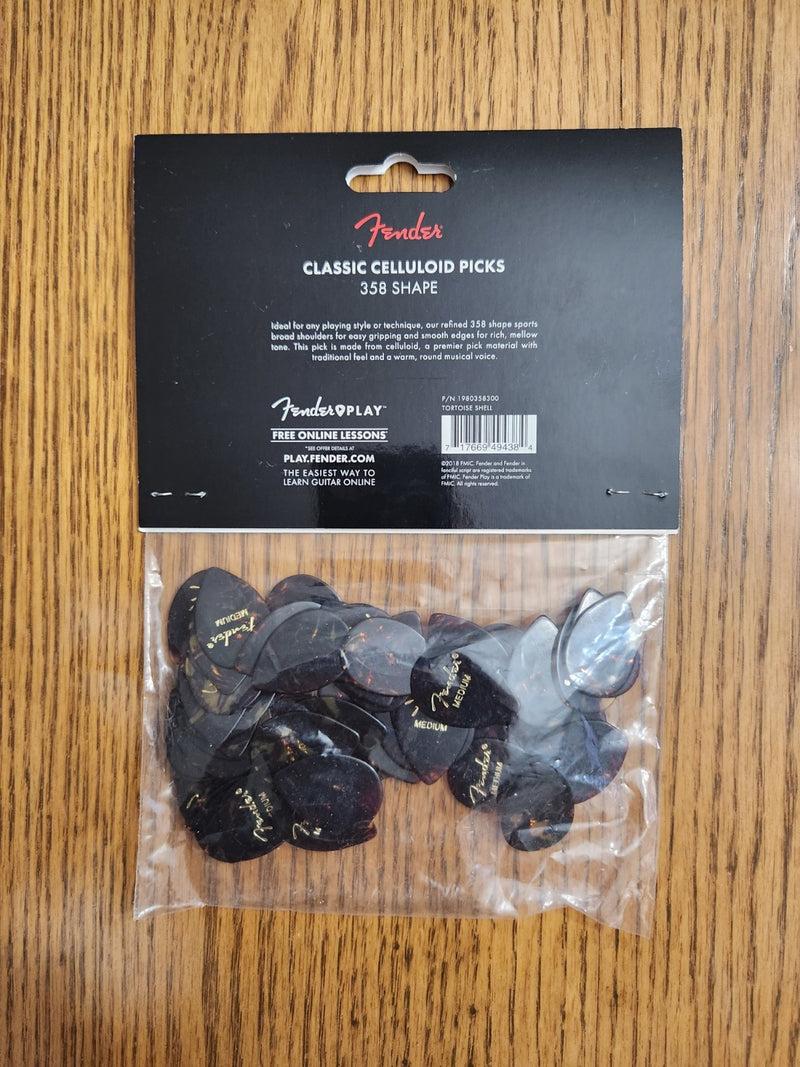 Fender
CLASSIC CELLULOID PICKS
358 SHAPE
Ideal for any playing style or technique, our refined 358 shape sports
broad shoulders for easy gripping and smooth edges for rich, mellow
tone. This pick is made from celluloid, a premier pick material with
traditional feel and a warm, round musical voice.
Fender PLAY™
FREE ONLINE LESSONS*
*SEE OFFER DETAILS AT
PLAY.FENDER.COM
THE EASIEST WAY TO
LEARN GUITAR ONLINE
P/N 1980358300
TORTOISE SHELL
7 17669 49438 4
©2018 FMIC. Fender and Fender in
fanciful script are registered trademarks
of FMIC. Fender Play is a trademark of
FMIC. All rights reserved.
Fender®
MEDIUM
Fender®
MEDIUM
MEDIUM
Fender®
MEDIUM
Fender®
DIUM